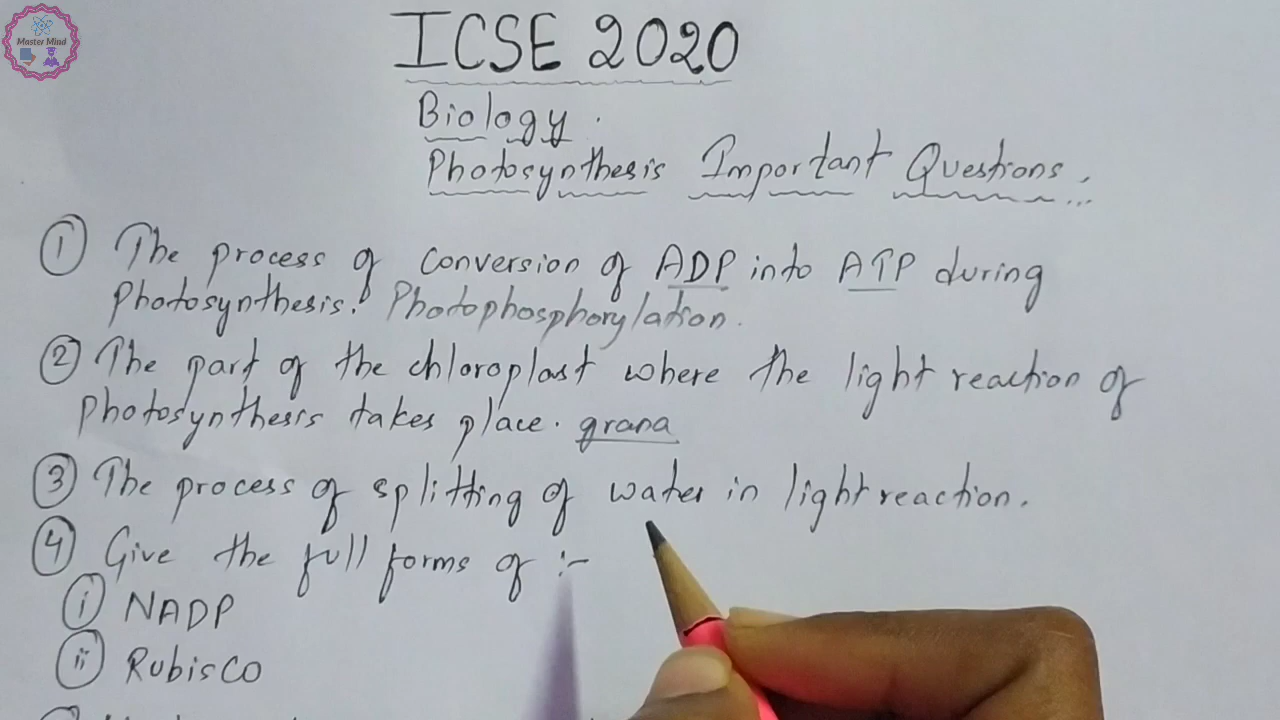 Master Mind
ICSE 2020
Biology.
Photosynthesis Important Questions...
① The process of conversion of ADP into ATP during
Photosynthesis. Photophosphorylation.
② The part of the chloroplast where the light reaction of
Photosynthesis takes place. grana
③ The process of splitting of water in light reaction.
④ Give the full forms of :-
ⓘ NADP
ⅱ RubisCO